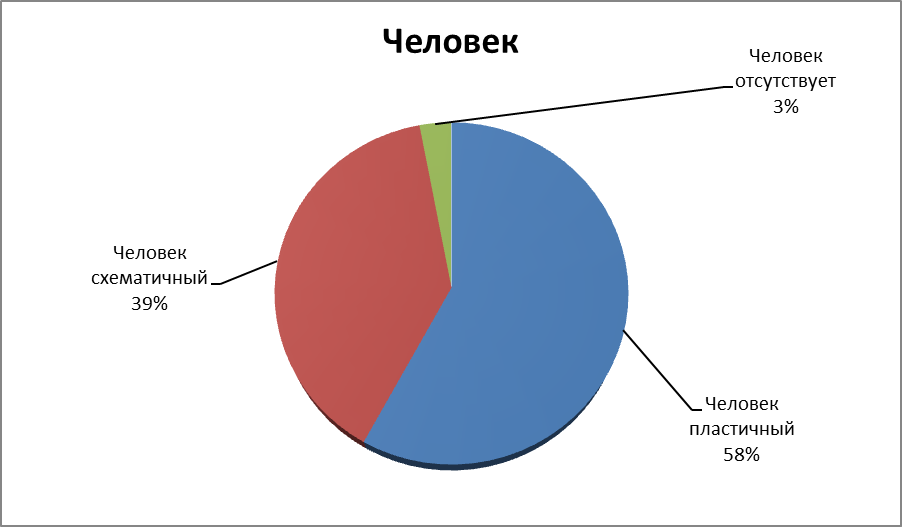 Человек
Человек
отсутствует
3%
Человек
схематичный
39%
Человек
пластичный
58%